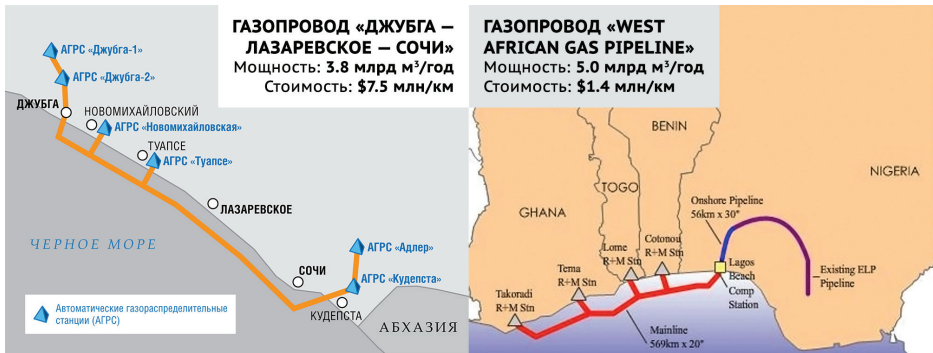 ГАЗОПРОВОД «ДЖУБГА —
ЛАЗАРЕВСКОЕ — СОЧИ»
Мощность: 3.8 млрд м³/год
Стоимость: $7.5 млн/км
АГРС «Джубга-1»
АГРС «Джубга-2»
ДЖУБГА
НОВОМИХАЙЛОВСКИЙ
АГРС «Новомихайловская»
ТУАПСЕ
АГРС «Туапсе»
ЛАЗАРЕВСКОЕ
ЧЕРНОЕ МОРЕ
АГРС «Адлер»
СОЧИ
АГРС «Кудепста»
КУДЕПСТА
АБХАЗИЯ
Автоматические газораспределительные
станции (АГРС)
ГАЗОПРОВОД «WEST
AFRICAN GAS PIPELINE»
Мощность: 5.0 млрд м³/год
Стоимость: $1.4 млн/км
BENIN
NIGERIA
TOGO
GHANA
Onshore Pipeline
56km x 30"
Cotonou
R+M Stn
Lome
R+M Stn
Tema
R+M Stn
Takoradi
R+M Stn
Lagos
Beach
Comp
Station
Existing ELP
Pipeline
Mainline
569km x 20"